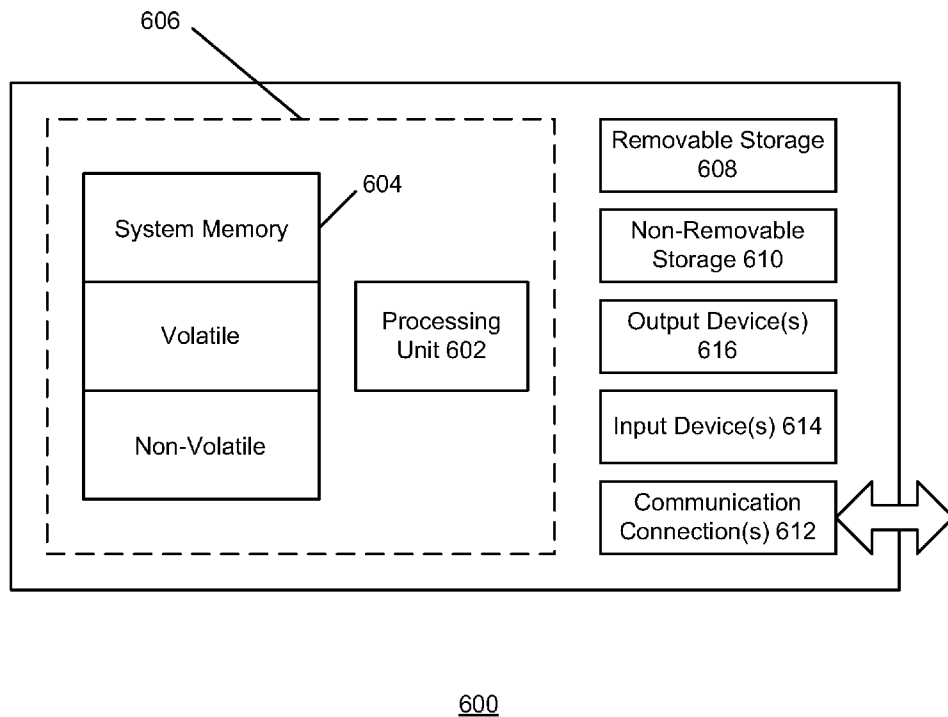 606
604
System Memory
Volatile
Non-Volatile
Processing
Unit 602
Removable Storage
608
Non-Removable
Storage 610
Output Device(s)
616
Input Device(s) 614
Communication
Connection(s) 612
600